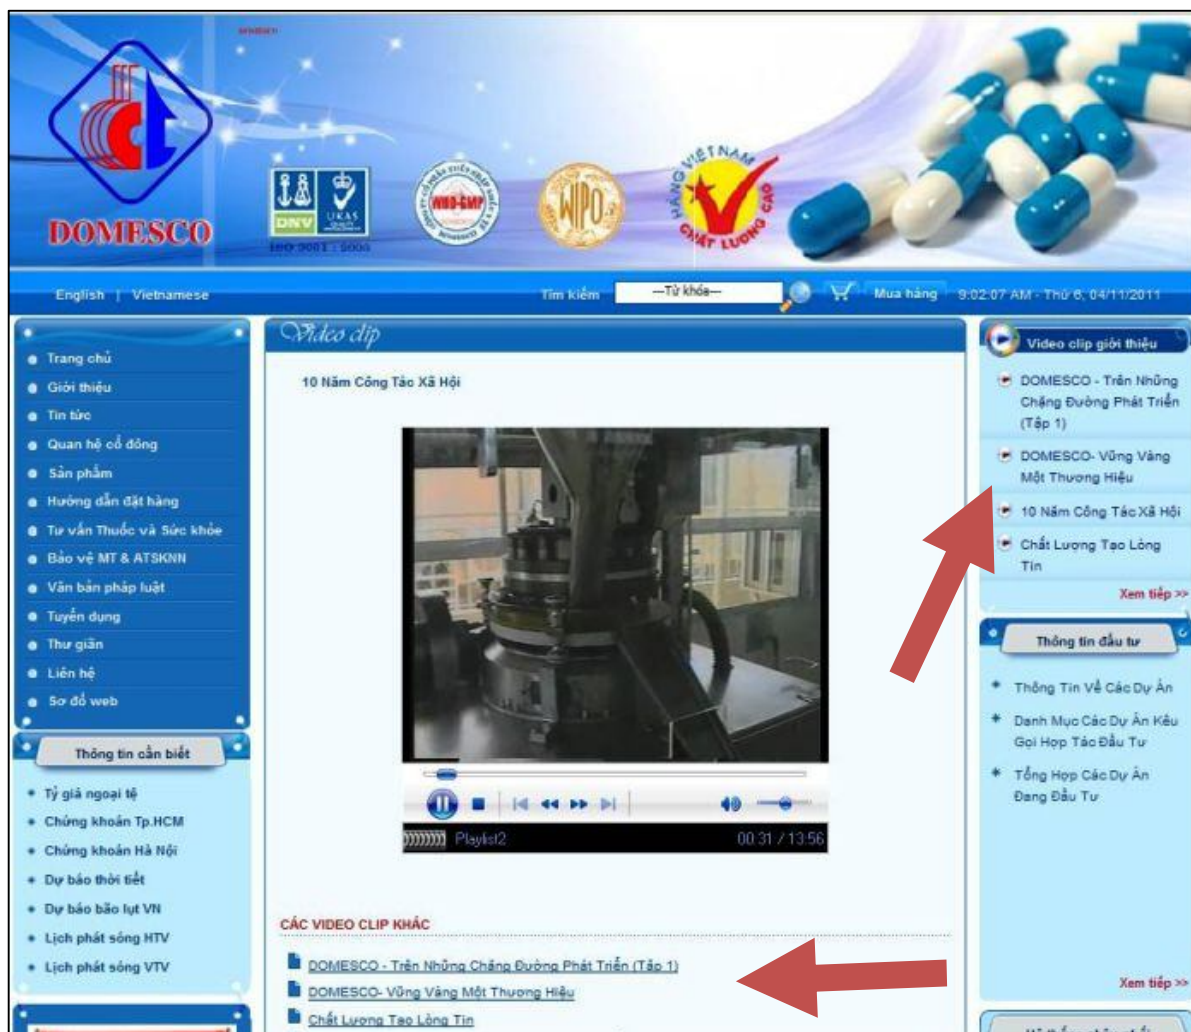 DOMESCO
DNV
UKAS
ISO 9001 : 2000
WHO-GMP
WIPO
HÀNG VIỆT NAM
CHẤT LƯỢNG CAO
English | Vietnamese
Tìm kiếm
---Từ khóa---
Mua hàng
9:02:07 AM - Thứ 6, 04/11/2011
Trang chủ
Giới thiệu
Tin tức
Quan hệ cổ đông
Sản phẩm
Hướng dẫn đặt hàng
Tư vấn Thuốc và Sức khỏe
Bảo vệ MT & ATSKNN
Văn bản pháp luật
Tuyển dụng
Thư giãn
Liên hệ
Sơ đồ web
Thông tin cần biết
Tỷ giá ngoại tệ
Chứng khoán Tp.HCM
Chứng khoán Hà Nội
Dự báo thời tiết
Dự báo bão lụt VN
Lịch phát sóng HTV
Lịch phát sóng VTV
Video clip
10 Năm Công Tác Xã Hội
Playlist2
00:31 / 13:56
CÁC VIDEO CLIP KHÁC
DOMESCO - Trên Những Chặng Đường Phát Triển (Tập 1)
DOMESCO- Vững Vàng Một Thương Hiệu
Chất Lượng Tạo Lòng Tin
Video clip giới thiệu
DOMESCO - Trên Những
Chặng Đường Phát Triển
(Tập 1)
DOMESCO- Vững Vàng
Một Thương Hiệu
10 Năm Công Tác Xã Hội
Chất Lượng Tạo Lòng
Tin
Xem tiếp >>
Thông tin đầu tư
Thông Tin Về Các Dự Án
Danh Mục Các Dự Án Kêu
Gọi Hợp Tác Đầu Tư
Tổng Hợp Các Dự Án
Đang Đầu Tư
Xem tiếp >>